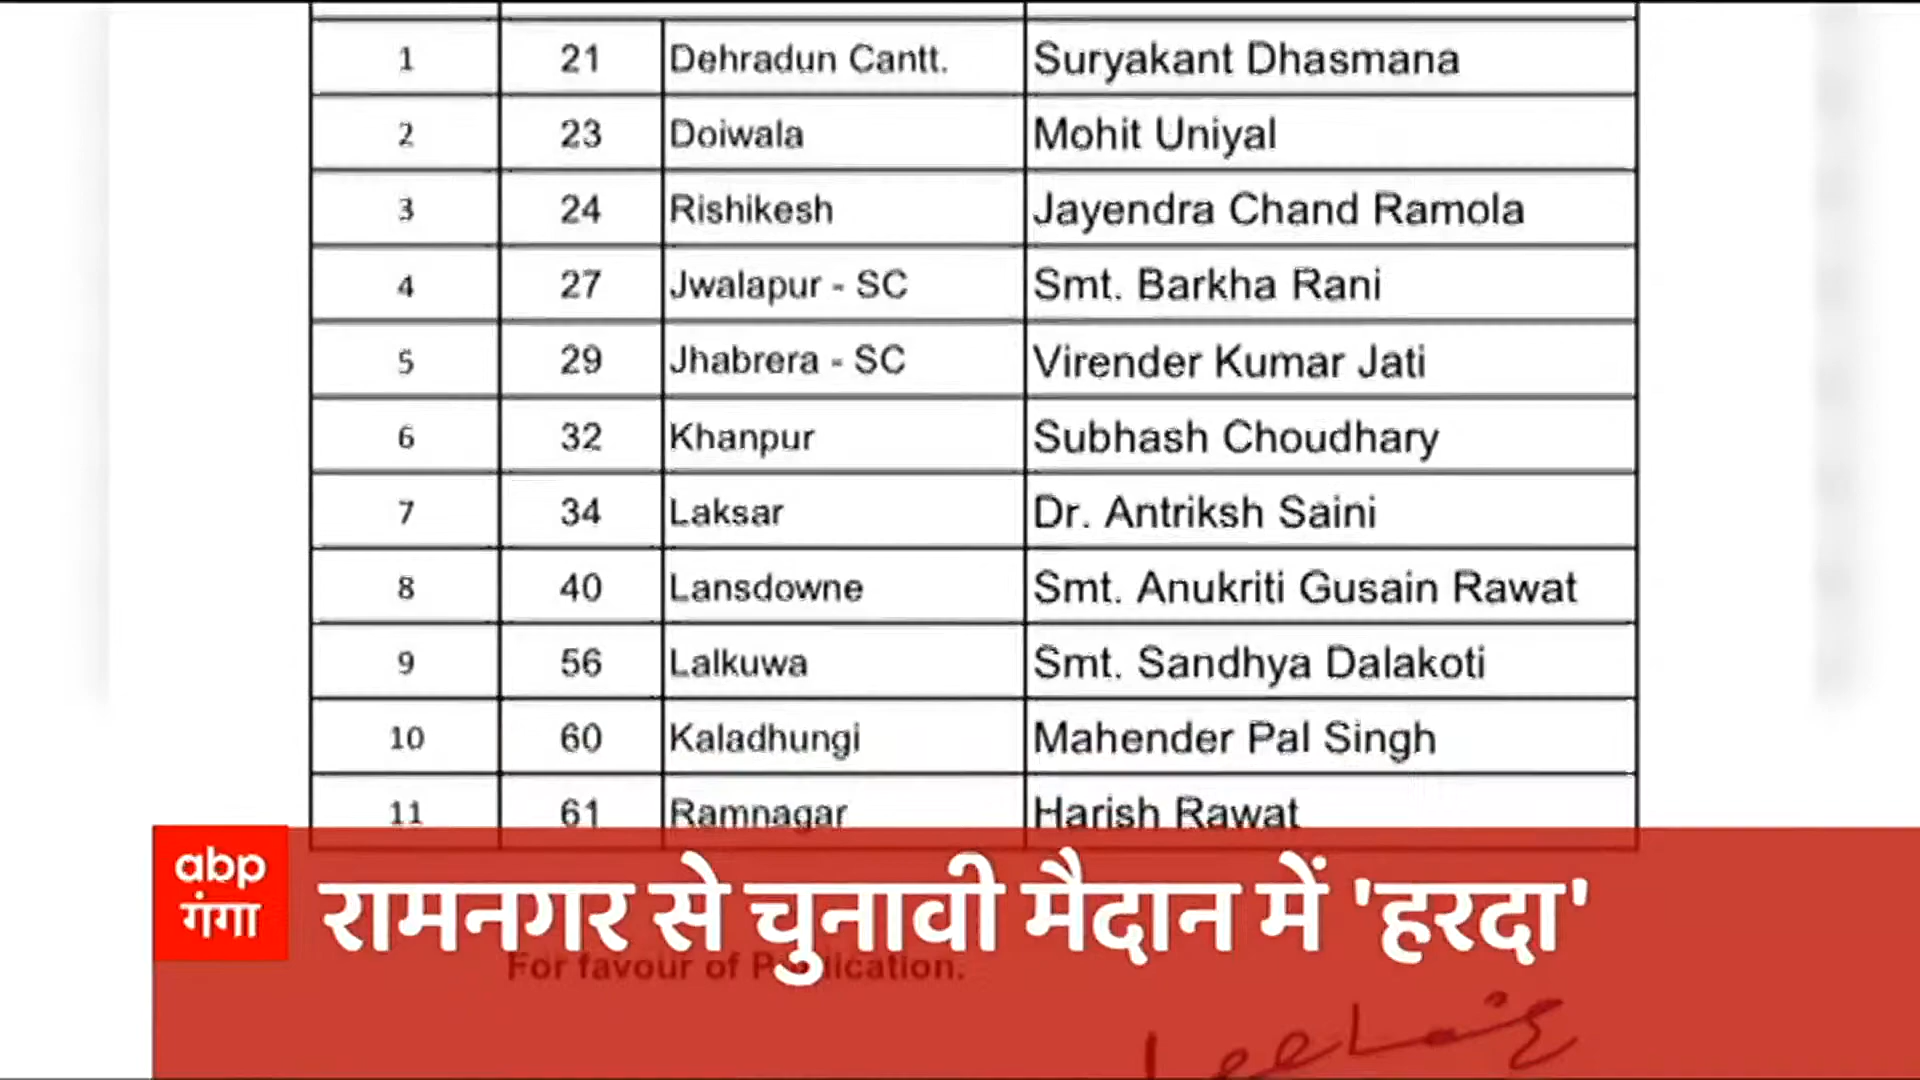 1 21 Dehradun Cantt. Suryakant Dhasmana
2 23 Doiwala Mohit Uniyal
3 24 Rishikesh Jayendra Chand Ramola
4 27 Jwalapur - SC Smt. Barkha Rani
5 29 Jhabrera - SC Virender Kumar Jati
6 32 Khanpur Subhash Choudhary
7 34 Laksar Dr. Antriksh Saini
8 40 Lansdowne Smt. Anukriti Gusain Rawat
9 56 Lalkuwa Smt. Sandhya Dalakoti
10 60 Kaladhungi Mahender Pal Singh
11 61 Ramnagar Harish Rawat
abp
गंगा
रामनगर से चुनावी मैदान में 'हरदा'
For favour of